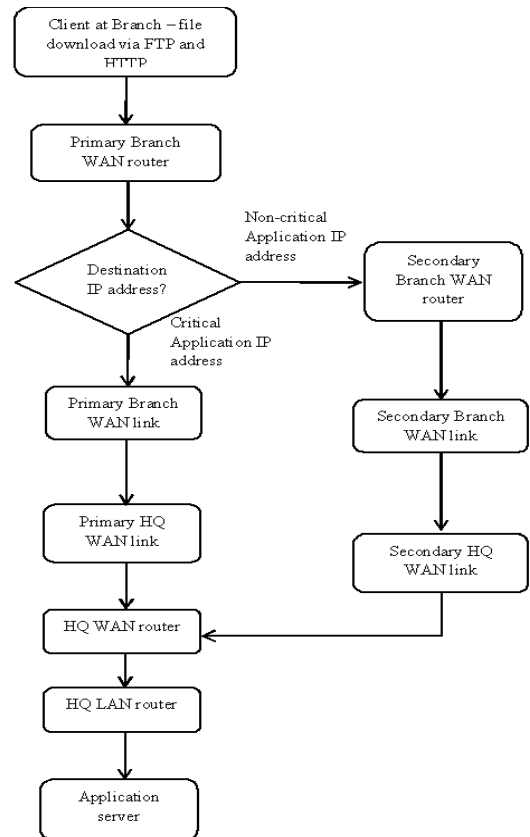 Client at Branch – file
download via FTP and
HTTP
Primary Branch
WAN router
Non-critical
Application IP
address
Destination
IP address?
Secondary
Branch WAN
router
Critical
Application IP
address
Primary Branch
WAN link
Secondary Branch
WAN link
Primary HQ
WAN link
Secondary HQ
WAN link
HQ WAN router
HQ LAN router
Application
server